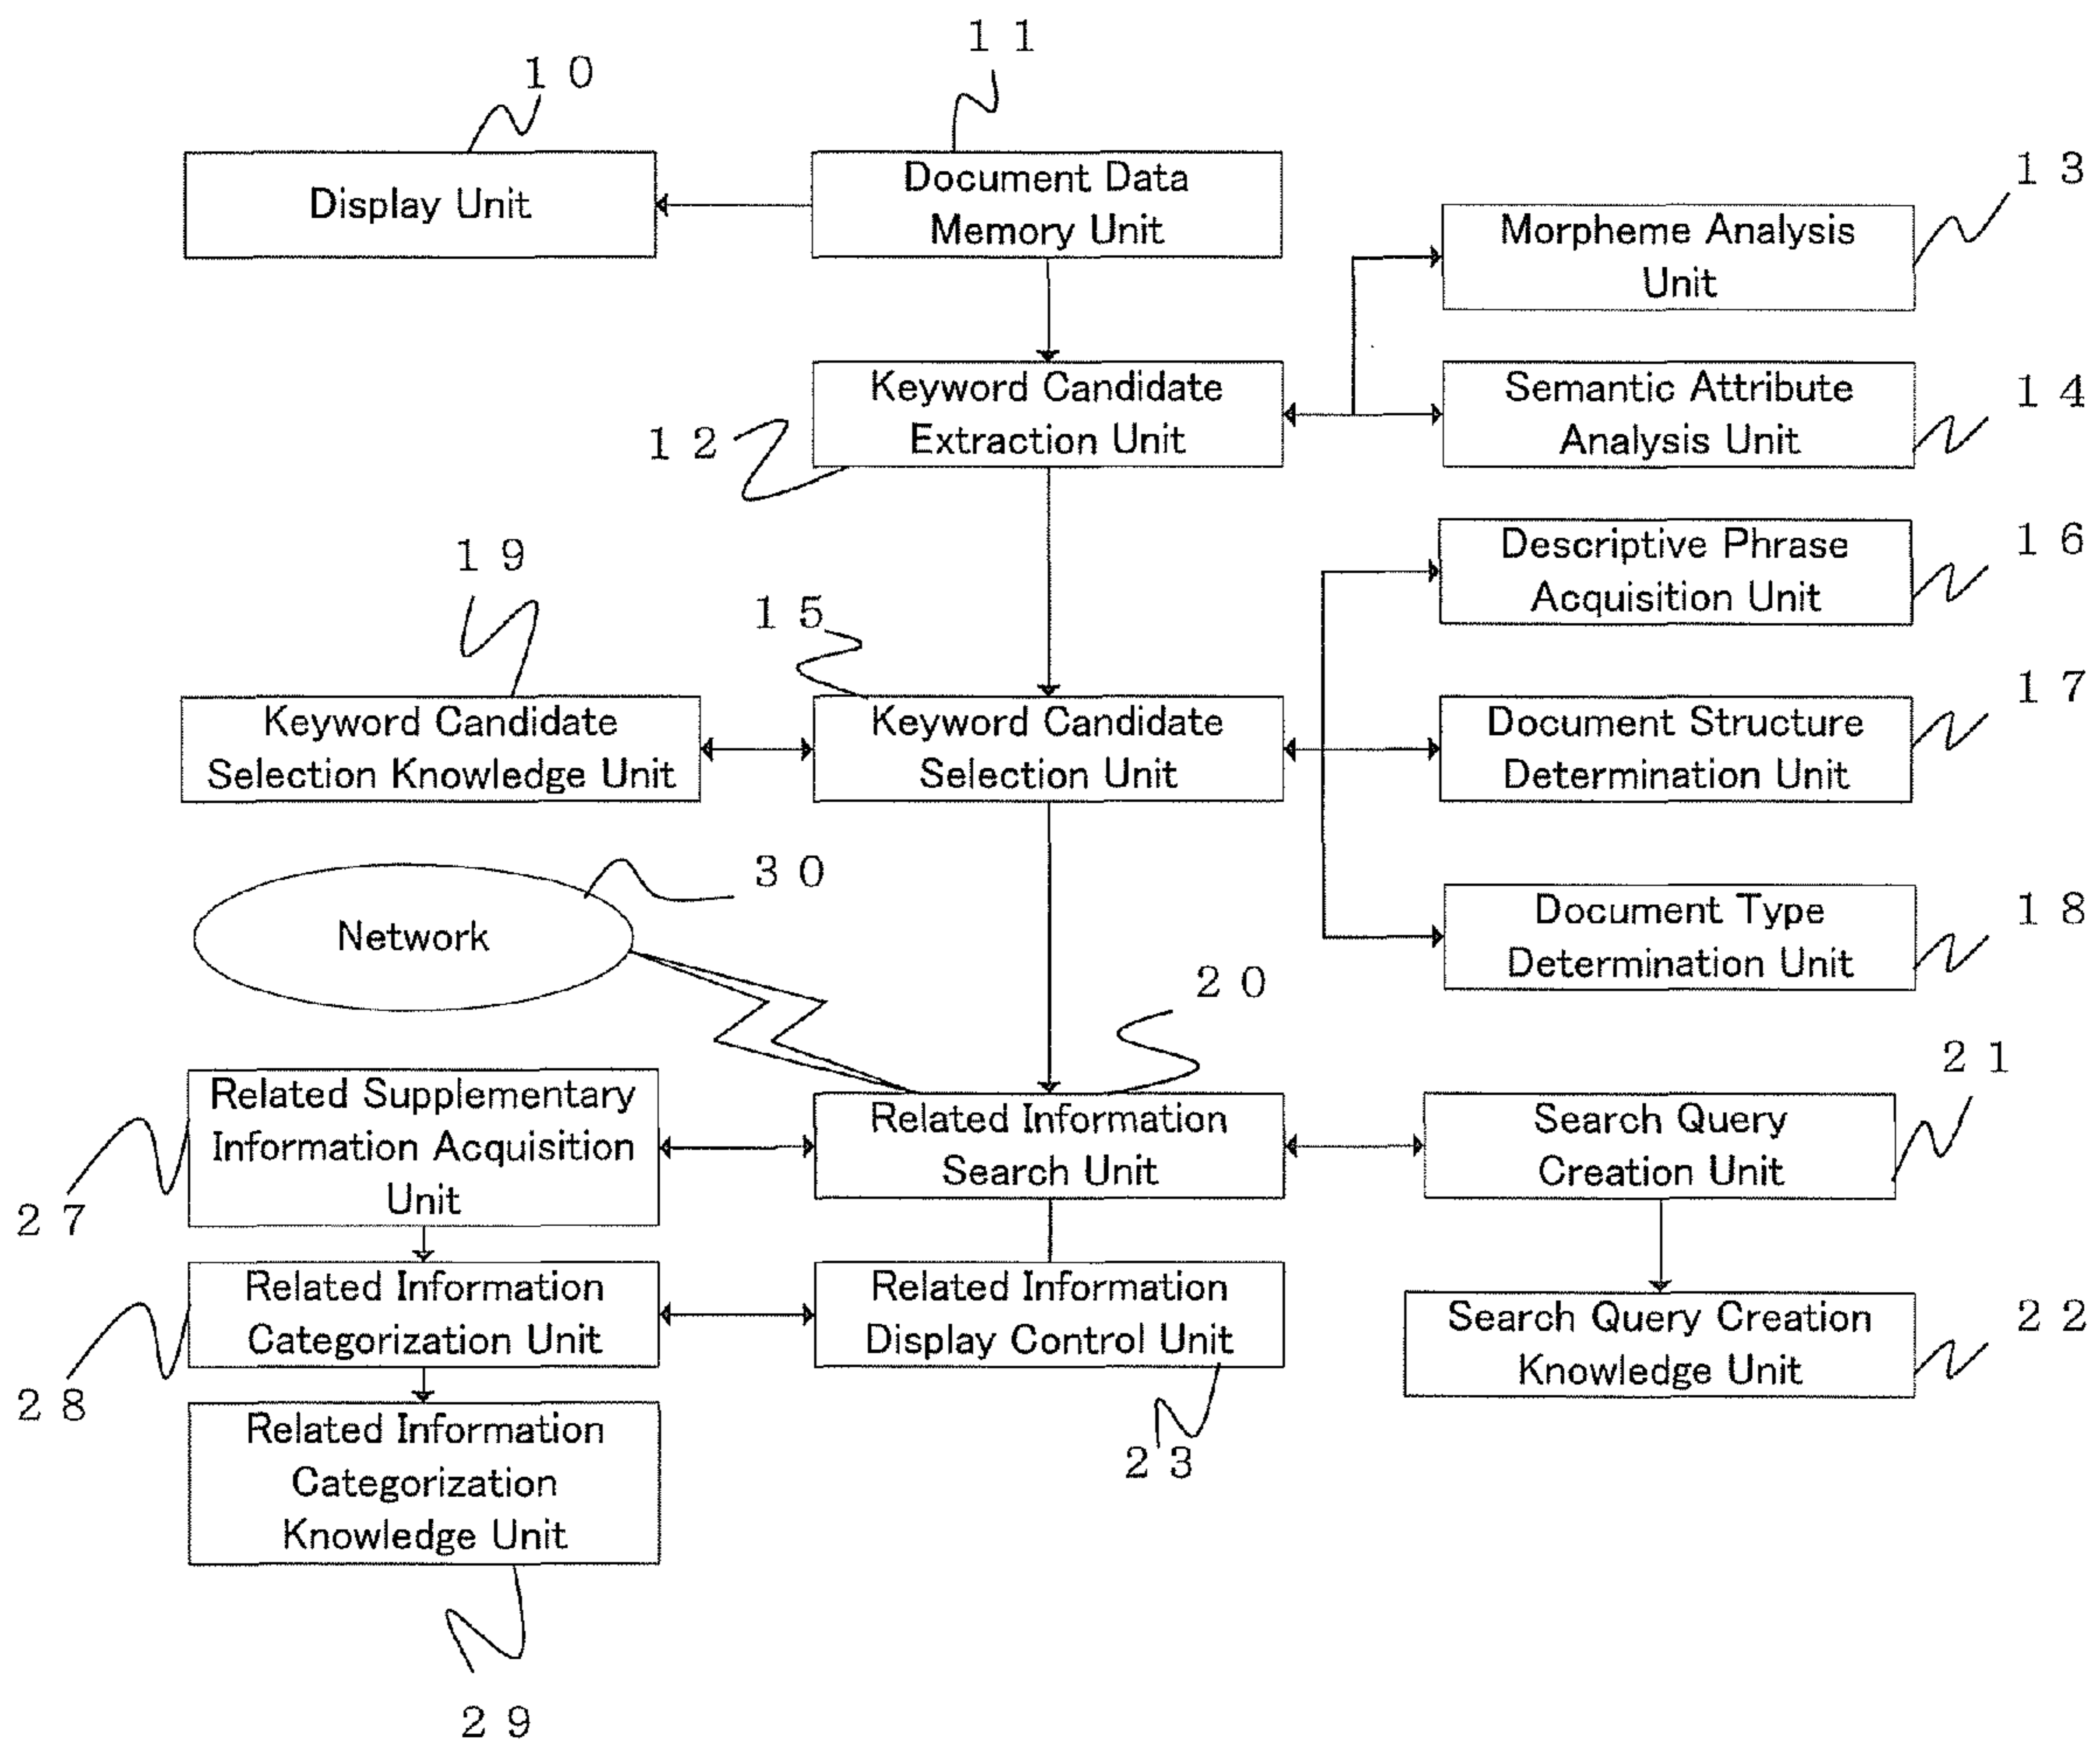 11
10
Display Unit
Document Data
Memory Unit
13
Morpheme Analysis
Unit
Keyword Candidate
Extraction Unit
12
14
Semantic Attribute
Analysis Unit
16
Descriptive Phrase
Acquisition Unit
19
15
17
Keyword Candidate
Selection Knowledge Unit
Keyword Candidate
Selection Unit
Document Structure
Determination Unit
30
Network
18
Document Type
Determination Unit
20
21
Related Supplementary
Information Acquisition
Unit
27
Related Information
Search Unit
Search Query
Creation Unit
Related Information
Categorization Unit
28
Related Information
Display Control Unit
23
22
Search Query Creation
Knowledge Unit
Related Information
Categorization
Knowledge Unit
29